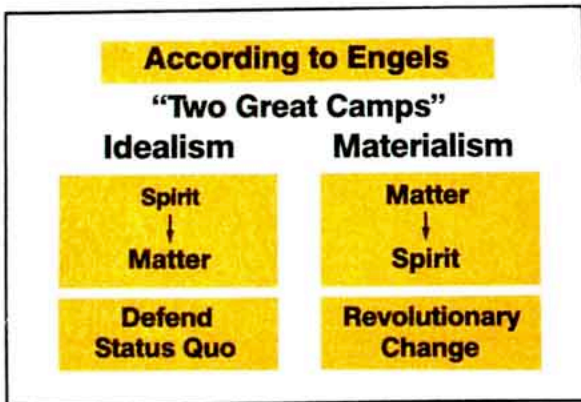 According to Engels
“Two Great Camps”
Idealism
Spirit
↓
Matter
Defend
Status Quo
Materialism
Matter
↓
Spirit
Revolutionary
Change